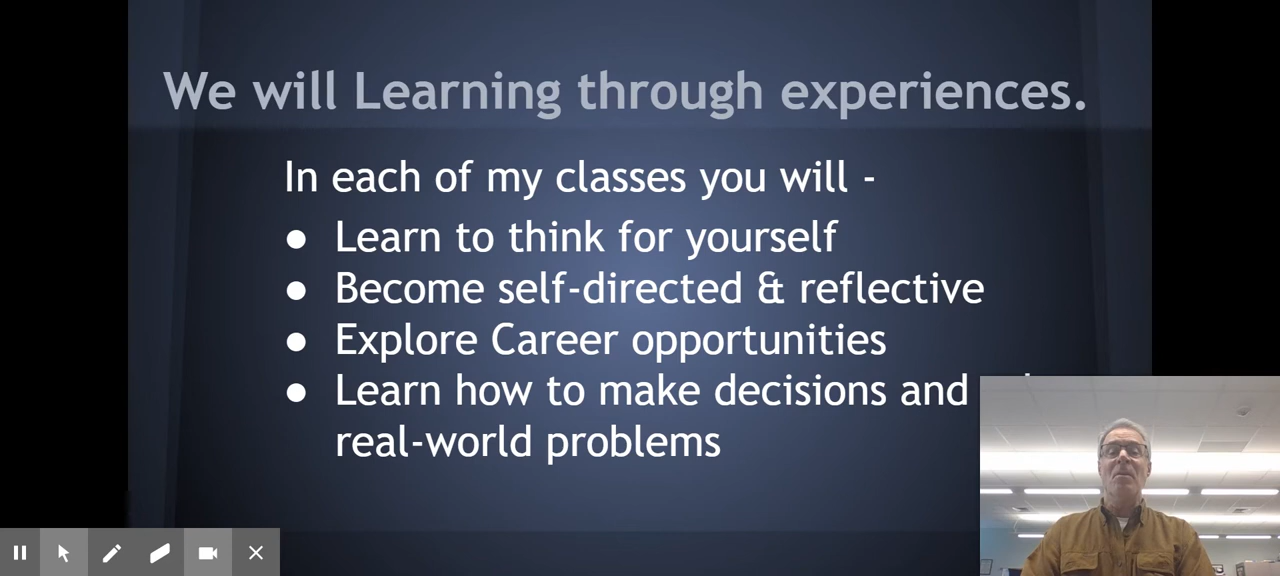 We will Learning through experiences.
In each of my classes you will -
● Learn to think for yourself
● Become self-directed & reflective
● Explore Career opportunities
● Learn how to make decisions and
real-world problems